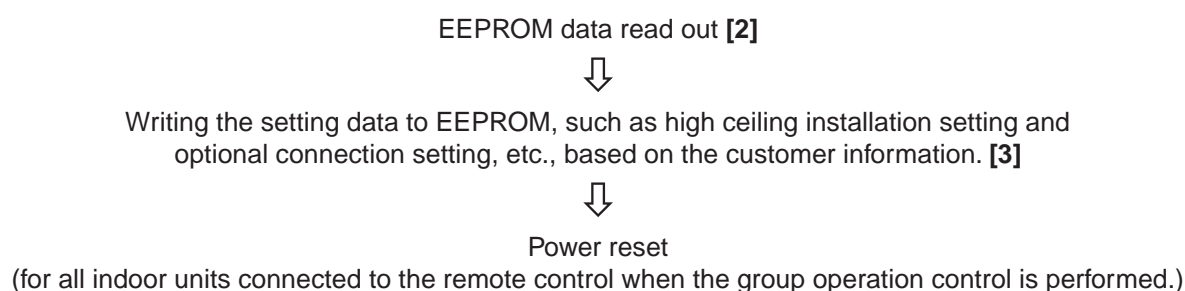 EEPROM data read out [2]
Writing the setting data to EEPROM, such as high ceiling installation setting and
optional connection setting, etc., based on the customer information. [3]
Power reset
(for all indoor units connected to the remote control when the group operation control is performed.)